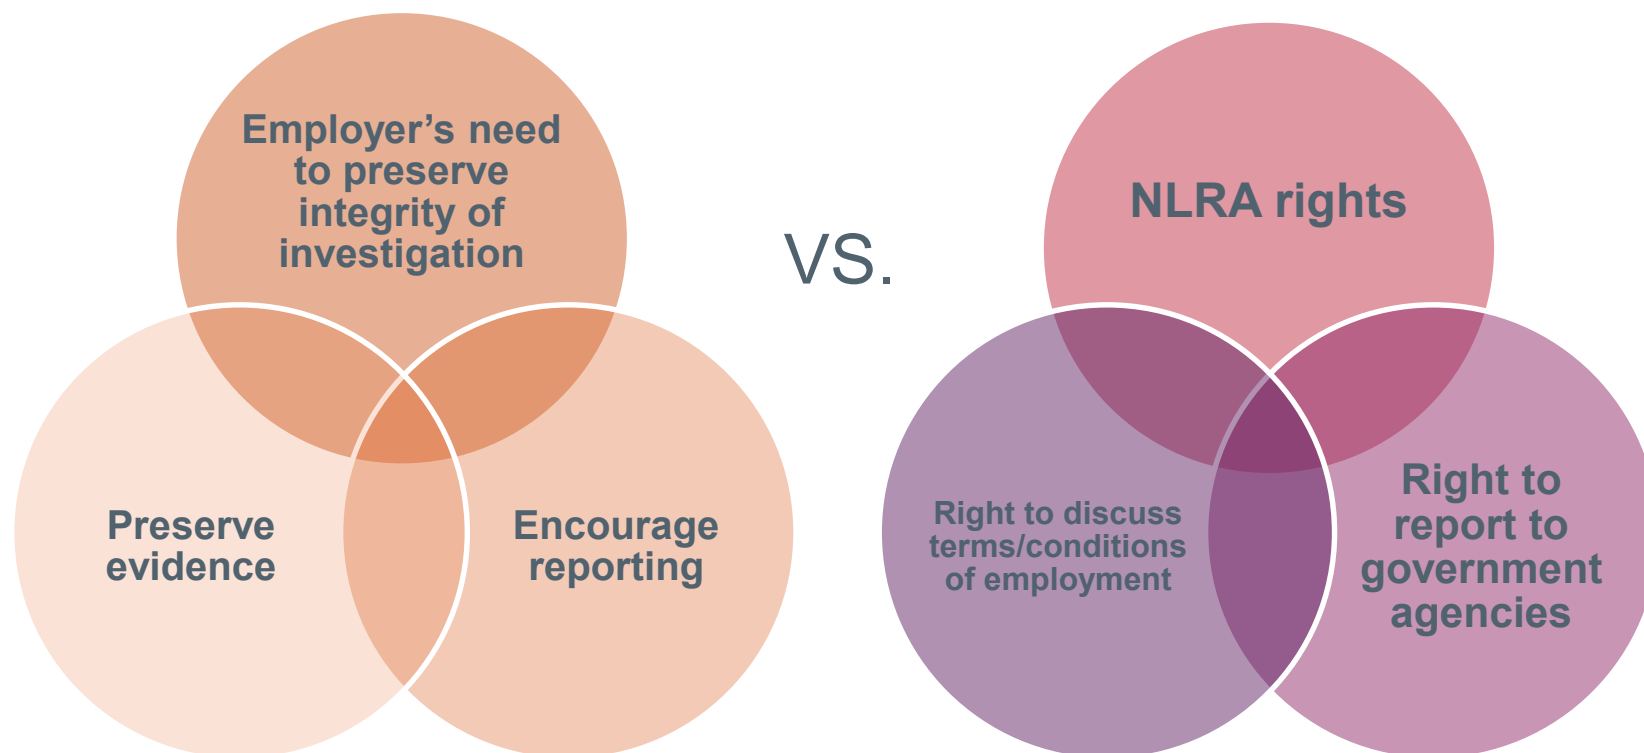 Employer’s need
to preserve
integrity of
investigation
Preserve
evidence
Encourage
reporting
VS.
NLRA rights
Right to discuss
terms/conditions
of employment
Right to
report to
government
agencies